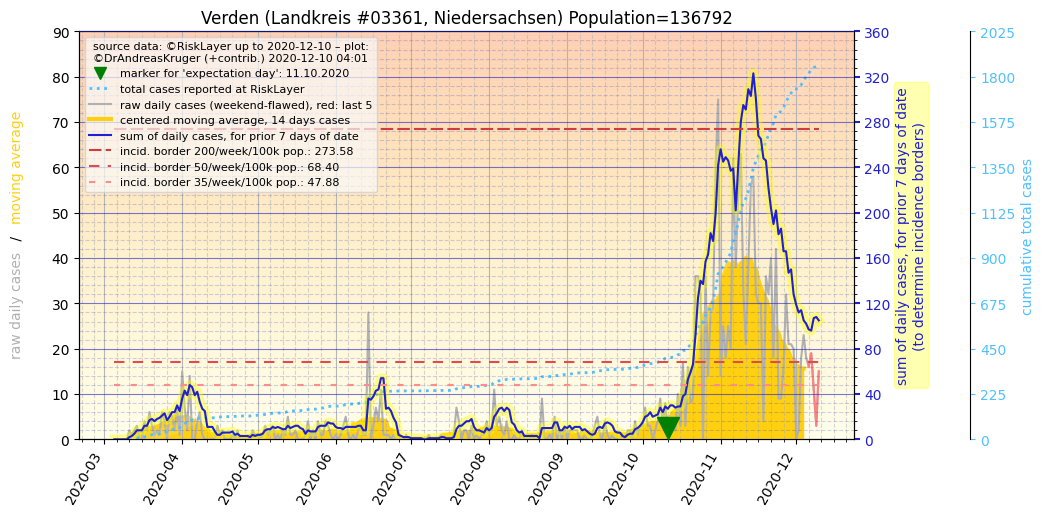 Verden (Landkreis #03361, Niedersachsen) Population=136792
source data: ©RiskLayer up to 2020-12-10 – plot:
©DrAndreasKruger (+contrib.) 2020-12-10 04:01
marker for 'expectation day': 11.10.2020
total cases reported at RiskLayer
raw daily cases (weekend-flawed), red: last 5
centered moving average, 14 days cases
sum of daily cases, for prior 7 days of date
incid. border 200/week/100k pop.: 273.58
incid. border 50/week/100k pop.: 68.40
incid. border 35/week/100k pop.: 47.88
raw daily cases / moving average
90
80
70
60
50
40
30
20
10
0
2020-03
2020-04
2020-05
2020-06
2020-07
2020-08
2020-09
2020-10
2020-11
2020-12
360
320
280
240
200
160
120
80
40
0
sum of daily cases, for prior 7 days of date
(to determine incidence borders)
2025
1800
1575
1350
1125
900
675
450
225
0
cumulative total cases